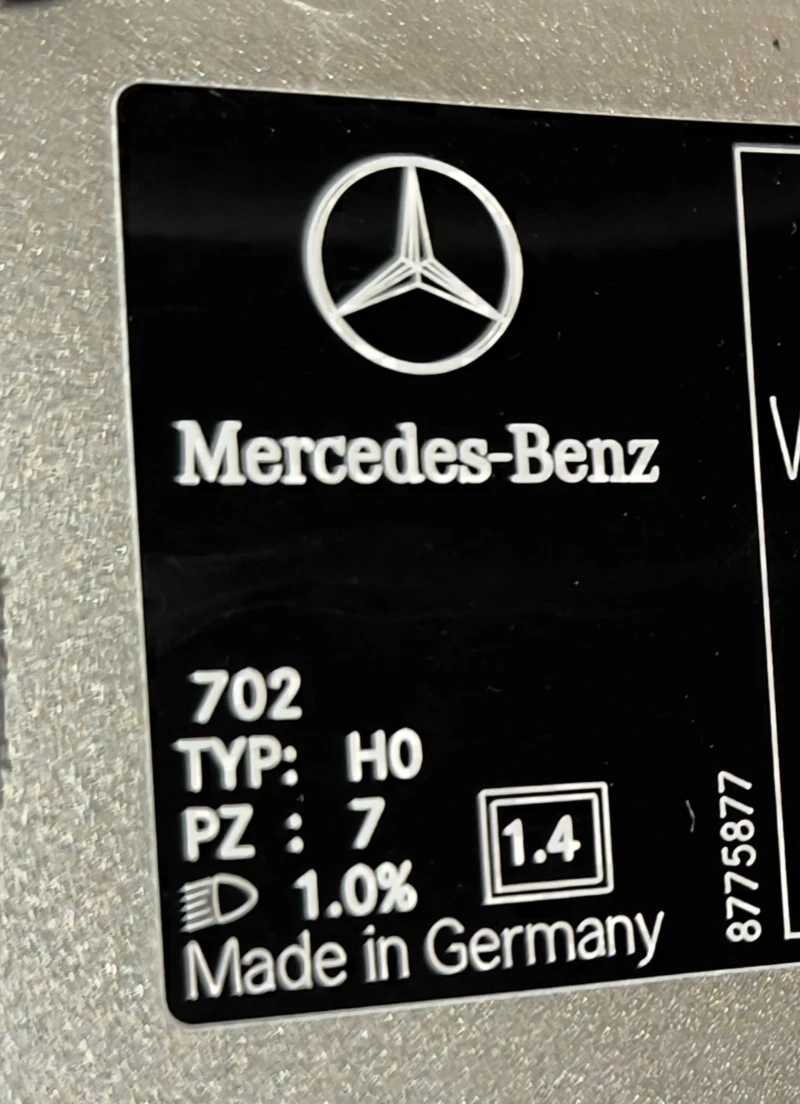 Mercedes-Benz
702
TYP: H0
PZ : 7
1.4
1.0%
Made in Germany
8775877